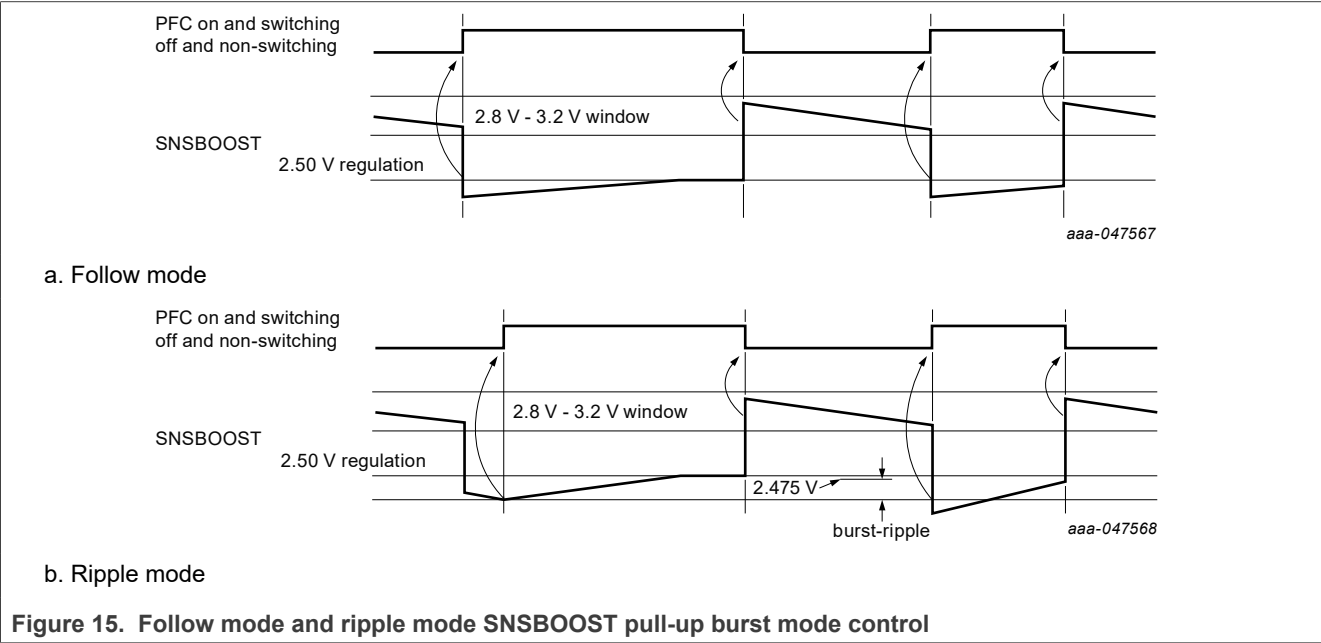 PFC on and switching
off and non-switching
2.8 V - 3.2 V window
SNSBOOST
2.50 V regulation
aaa-047567
a. Follow mode
PFC on and switching
off and non-switching
2.8 V - 3.2 V window
SNSBOOST
2.50 V regulation
2.475 V
burst-ripple
aaa-047568
b. Ripple mode
Figure 15. Follow mode and ripple mode SNSBOOST pull-up burst mode control